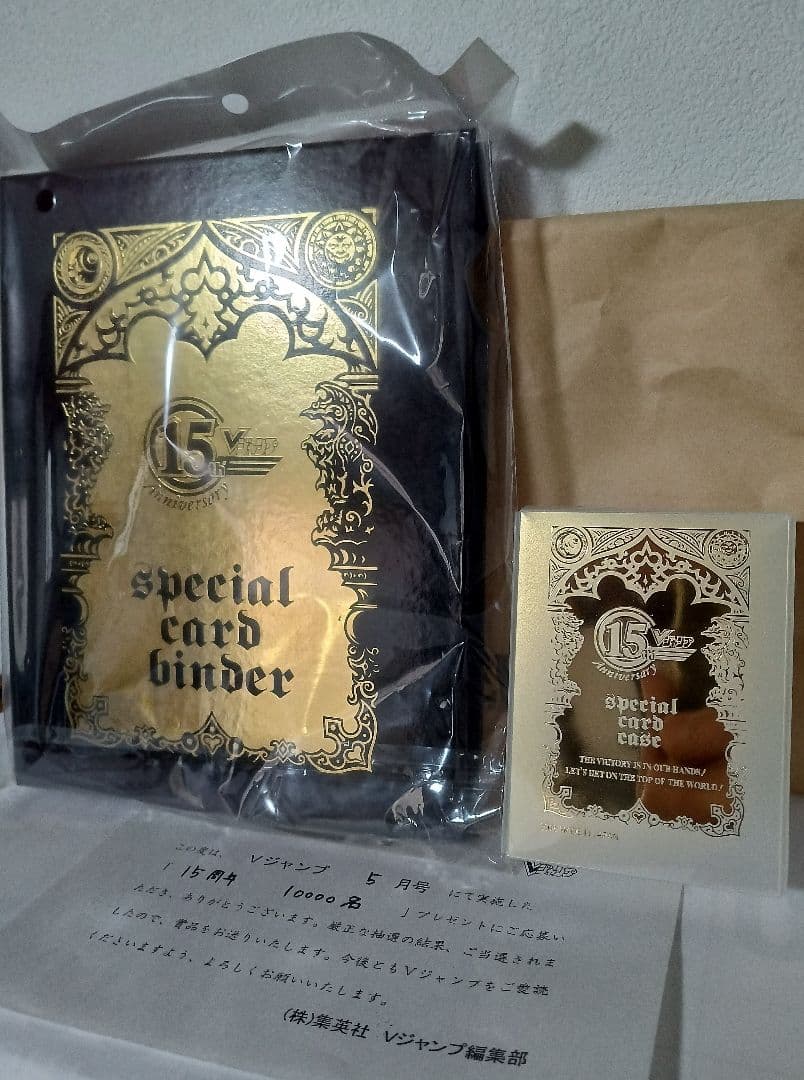 15th
Vジャンプ
Anniversary
special
card
binder
15th
Vジャンプ
Anniversary
special
card
case
THE VICTORY IS IN OUR HANDS!
LET'S GET ON THE TOP OF THE WORLD!
この度は、 Vジャンプ 5 月号 にて実施した
「 15周年 10000名 」プレゼントにご応募い
ただき、ありがとうございます。厳正な抽選の結果、ご当選されま
したので、賞品をお送りいたします。今後ともVジャンプをご愛読
くださいますよう、よろしくお願いいたします。
(株)集英社 Vジャンプ編集部